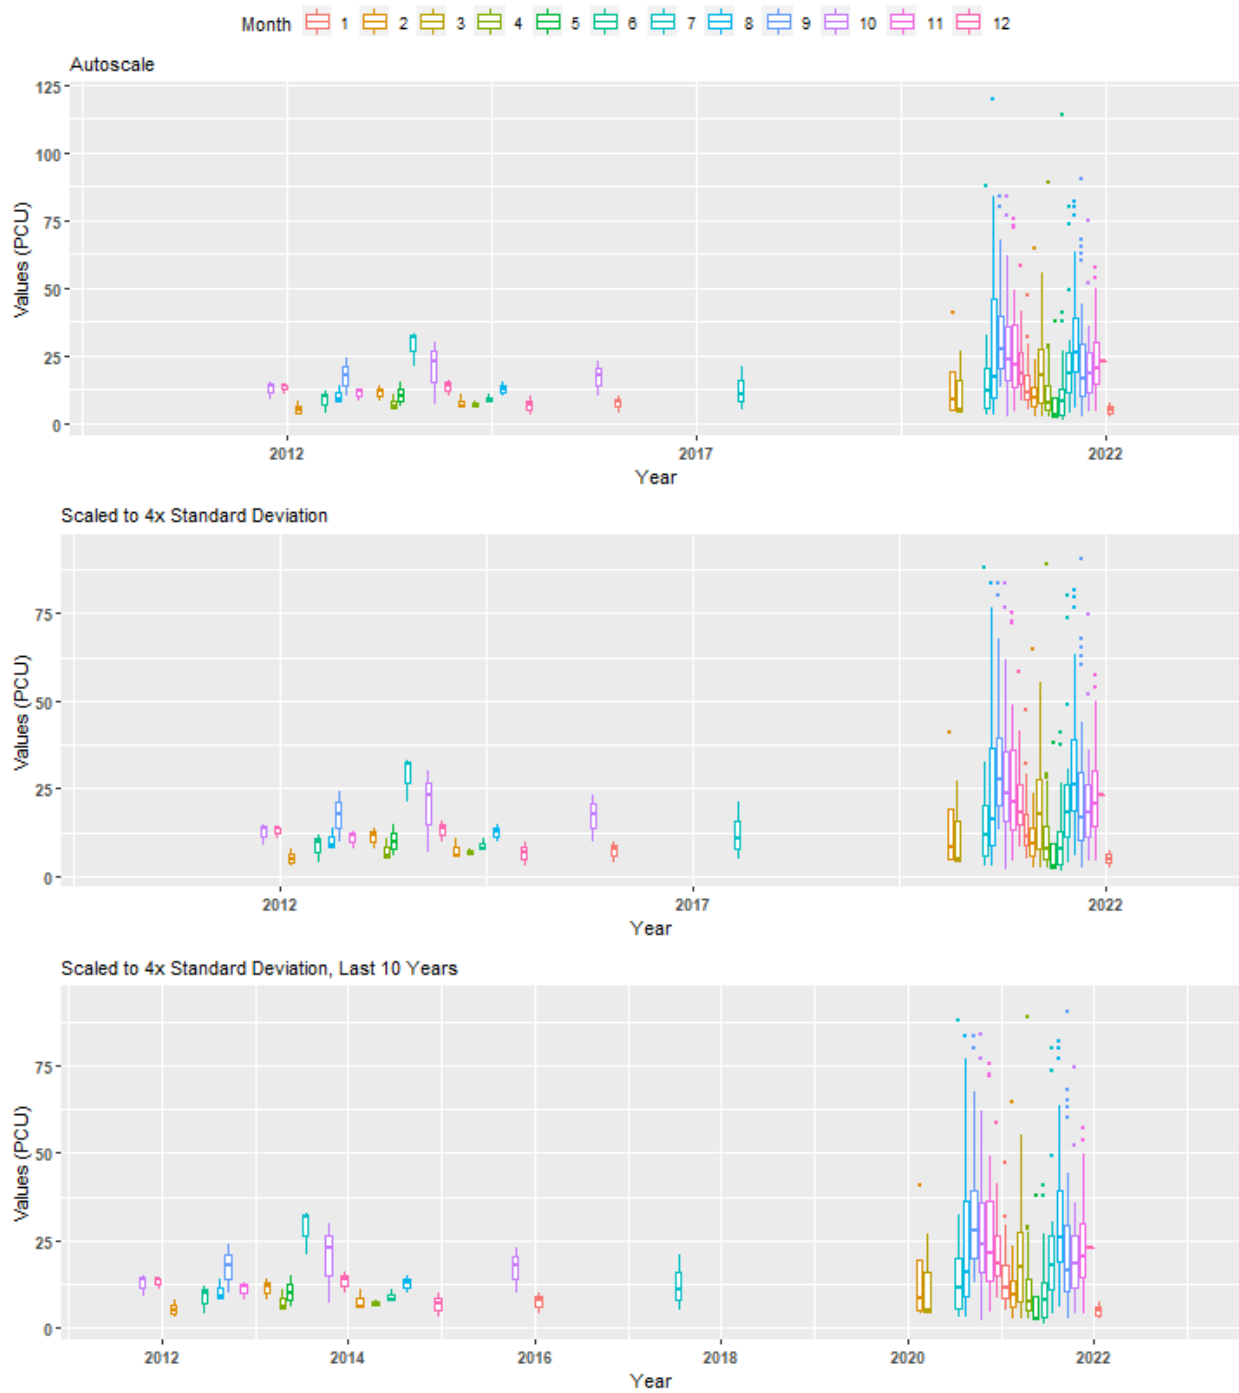 Month 1 2 3 4 5 6 7 8 9 10 11 12
Autoscale
125
100
75
50
25
0
Values (PCU)
2012 2017 2022
Year
Scaled to 4x Standard Deviation
75
50
25
0
Values (PCU)
2012 2017 2022
Year
Scaled to 4x Standard Deviation, Last 10 Years
75
50
25
0
Values (PCU)
2012 2014 2016 2018 2020 2022
Year